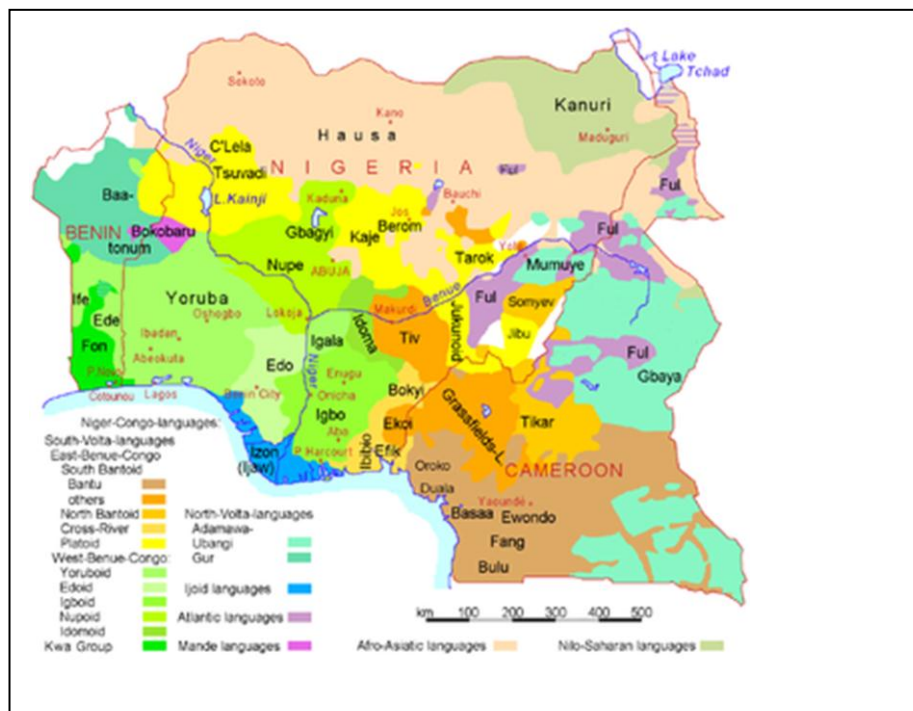 Lake
Tchad
Sokoto
Kanuri
Kano
Maduguri
Hausa
Niger
C'Lela
Tsuvadi
NIGERIA
Ful
Ful
Baa-
L.Kainji
Kaduna
Bauchi
BENIN
Bokobaru
tonum
Gbagyi
Jos
Berom
Kaje
Ful
Nupe
ABUJA
Tarok
Yola
Mumuye
Benue
Yoruba
Ife
Ede
Oshogbo
Lokoja
Makurdi
Ful
Somyev
Idoma
Jukunoid
Jibu
Fon
Ibadan
Abeokuta
Igala
Tiv
Ful
Gbaya
Edo
Niger
Enugu
Onicha
Bokyi
P.Novo
Cotounou
Lagos
Benin City
Igbo
Aba
Ekoi
Grassfields-L.
Tikar
Niger-Congo-languages:
South-Volta-languages
East-Benue-Congo
South Bantoid
Izon
(Ijaw)
P.Harcourt
Ibibio
Efik
Oroko
CAMEROON
Duala
Yaoundé
Basaa
Ewondo
Fang
Bulu
Bantu
others
North Bantoid
North-Volta-languages
Cross-River
Adamawa-
Platoid
Ubangi
West-Benue-Congo:
Gur
Yoruboid
Edoid
Ijoid languages
Igboid
Nupoid
Atlantic languages
km 100 200 300 400 500
Idomoid
Kwa Group
Mande languages
Afro-Asiatic languages
Nilo-Saharan languages